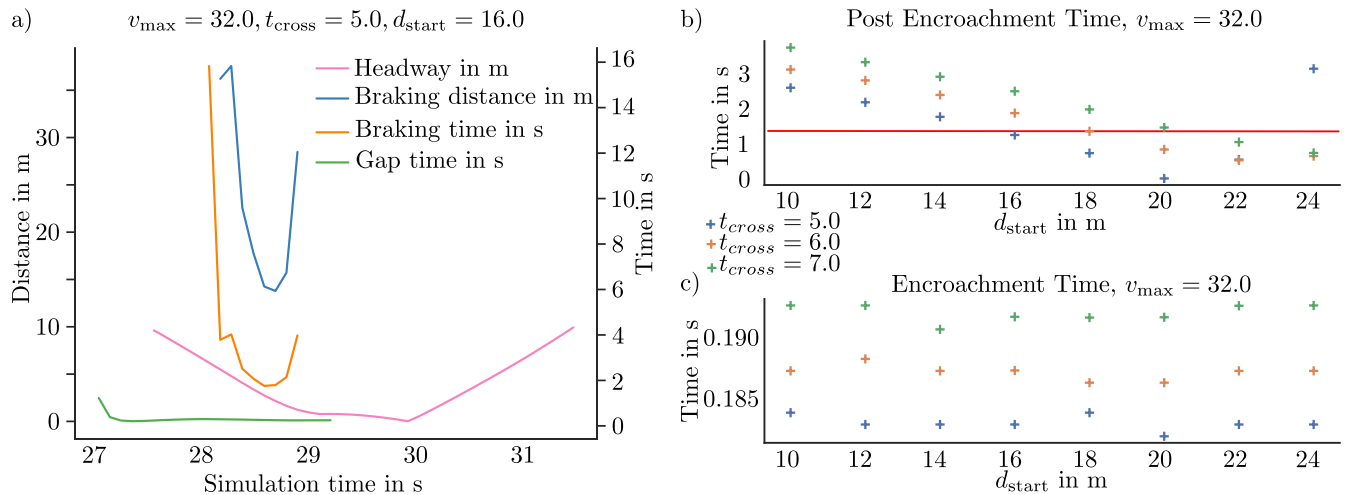 a)
v_max = 32.0, t_cross = 5.0, d_start = 16.0
Distance in m
30
20
10
0
Headway in m
Braking distance in m
Braking time in s
Gap time in s
16
14
12
10
8
6
4
2
0
Time in s
27 28 29 30 31
Simulation time in s
b)
Post Encroachment Time, v_max = 32.0
Time in s
3
2
1
0
10 12 14 16 18 20 22 24
d_start in m
t_cross = 5.0
t_cross = 6.0
t_cross = 7.0
c)
Encroachment Time, v_max = 32.0
Time in s
0.190
0.185
10 12 14 16 18 20 22 24
d_start in m